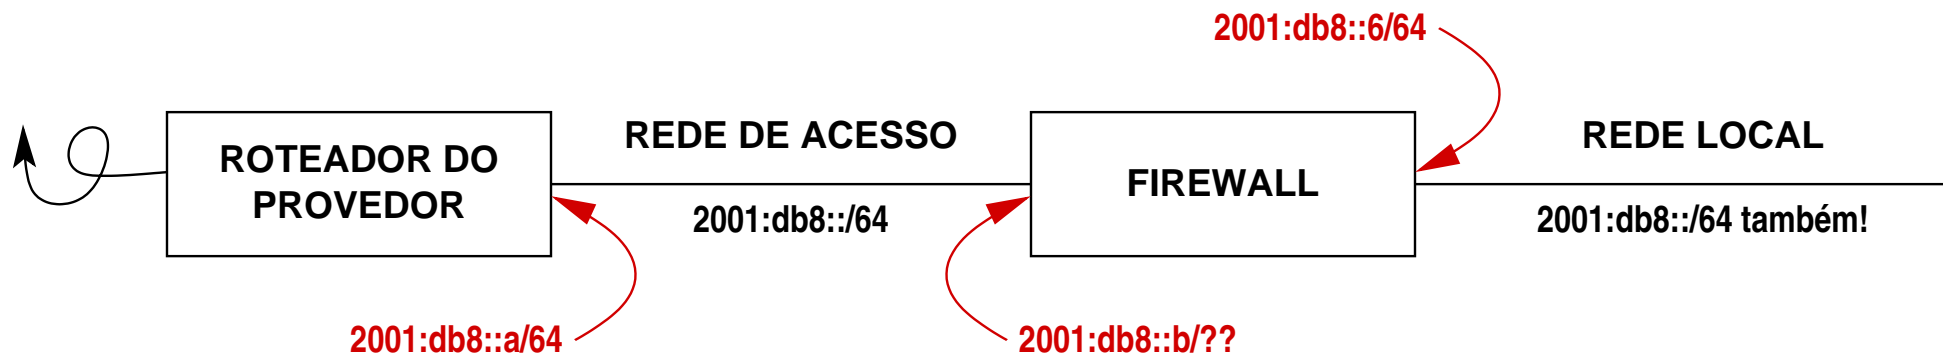 2001:db8::6/64
ROTEADOR DO
PROVEDOR
REDE DE ACESSO
2001:db8::/64
FIREWALL
REDE LOCAL
2001:db8::/64 também!
2001:db8::a/64
2001:db8::b/??